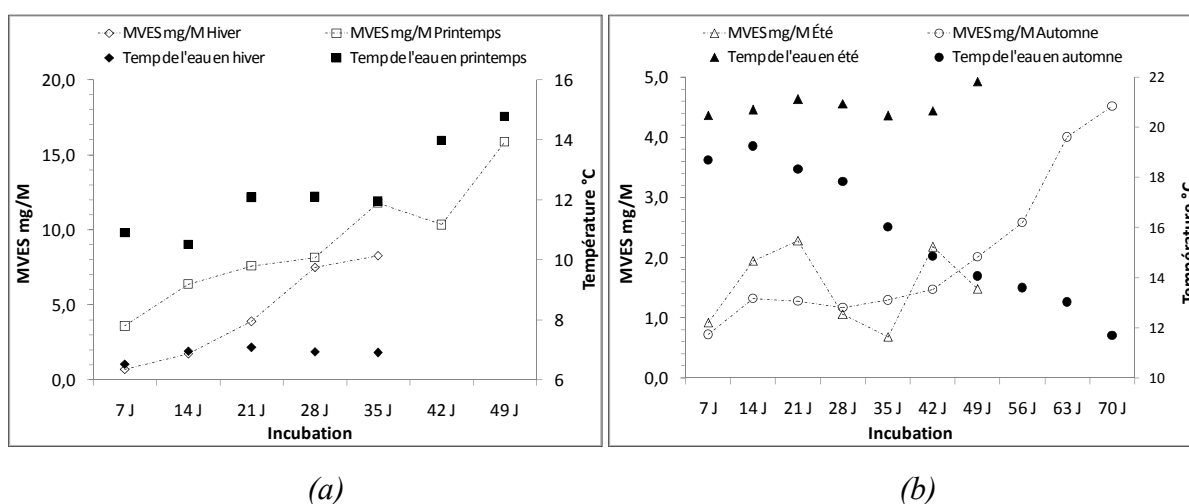 MVES mg/M Hiver MVES mg/M Printemps
Temp de l'eau en hiver Temp de l'eau en printemps
20,0
15,0
10,0
5,0
0,0
MVES mg/M
16
14
12
10
8
6
Température °C
7 J 14 J 21 J 28 J 35 J 42 J 49 J
Incubation
(a)
MVES mg/M Été MVES mg/M Automne
Temp de l'eau en été Temp de l'eau en automne
5,0
4,0
3,0
2,0
1,0
0,0
MVES mg/M
22
20
18
16
14
12
10
Température °C
7 J 14 J 21 J 28 J 35 J 42 J 49 J 56 J 63 J 70 J
Incubation
(b)